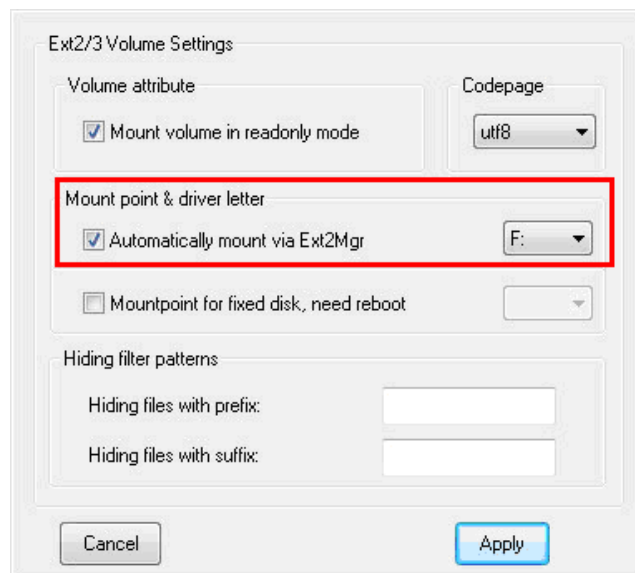 Ext2/3 Volume Settings
Volume attribute
Codepage
Mount volume in readonly mode
utf8
Mount point & driver letter
Automatically mount via Ext2Mgr
F:
Mountpoint for fixed disk, need reboot
Hiding filter patterns
Hiding files with prefix:
Hiding files with suffix:
Cancel
Apply